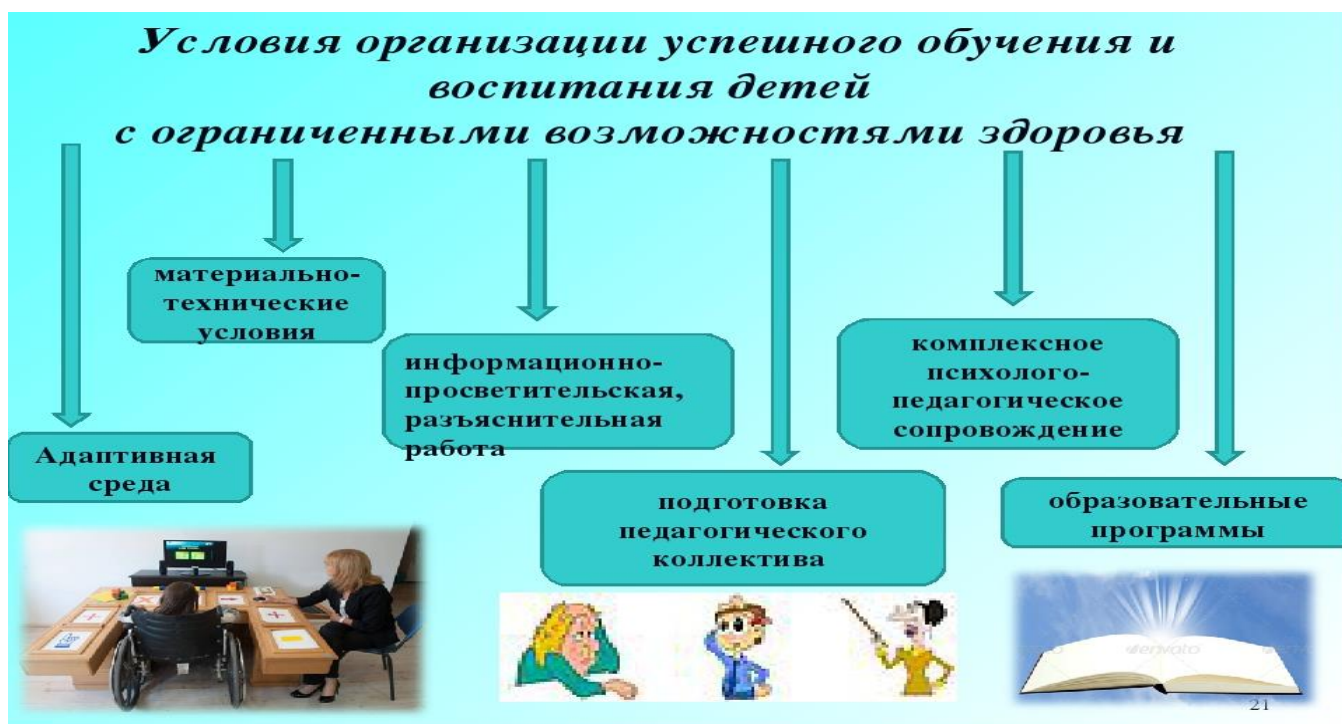 Условия организации успешного обучения и
воспитания детей
с ограниченными возможностями здоровья
материально-
технические
условия
информационно-
просветительская,
разъяснительная
работа
комплексное
психолого-
педагогическое
сопровождение
Адаптивная
среда
подготовка
педагогического
коллектива
образовательные
программы
envato
21